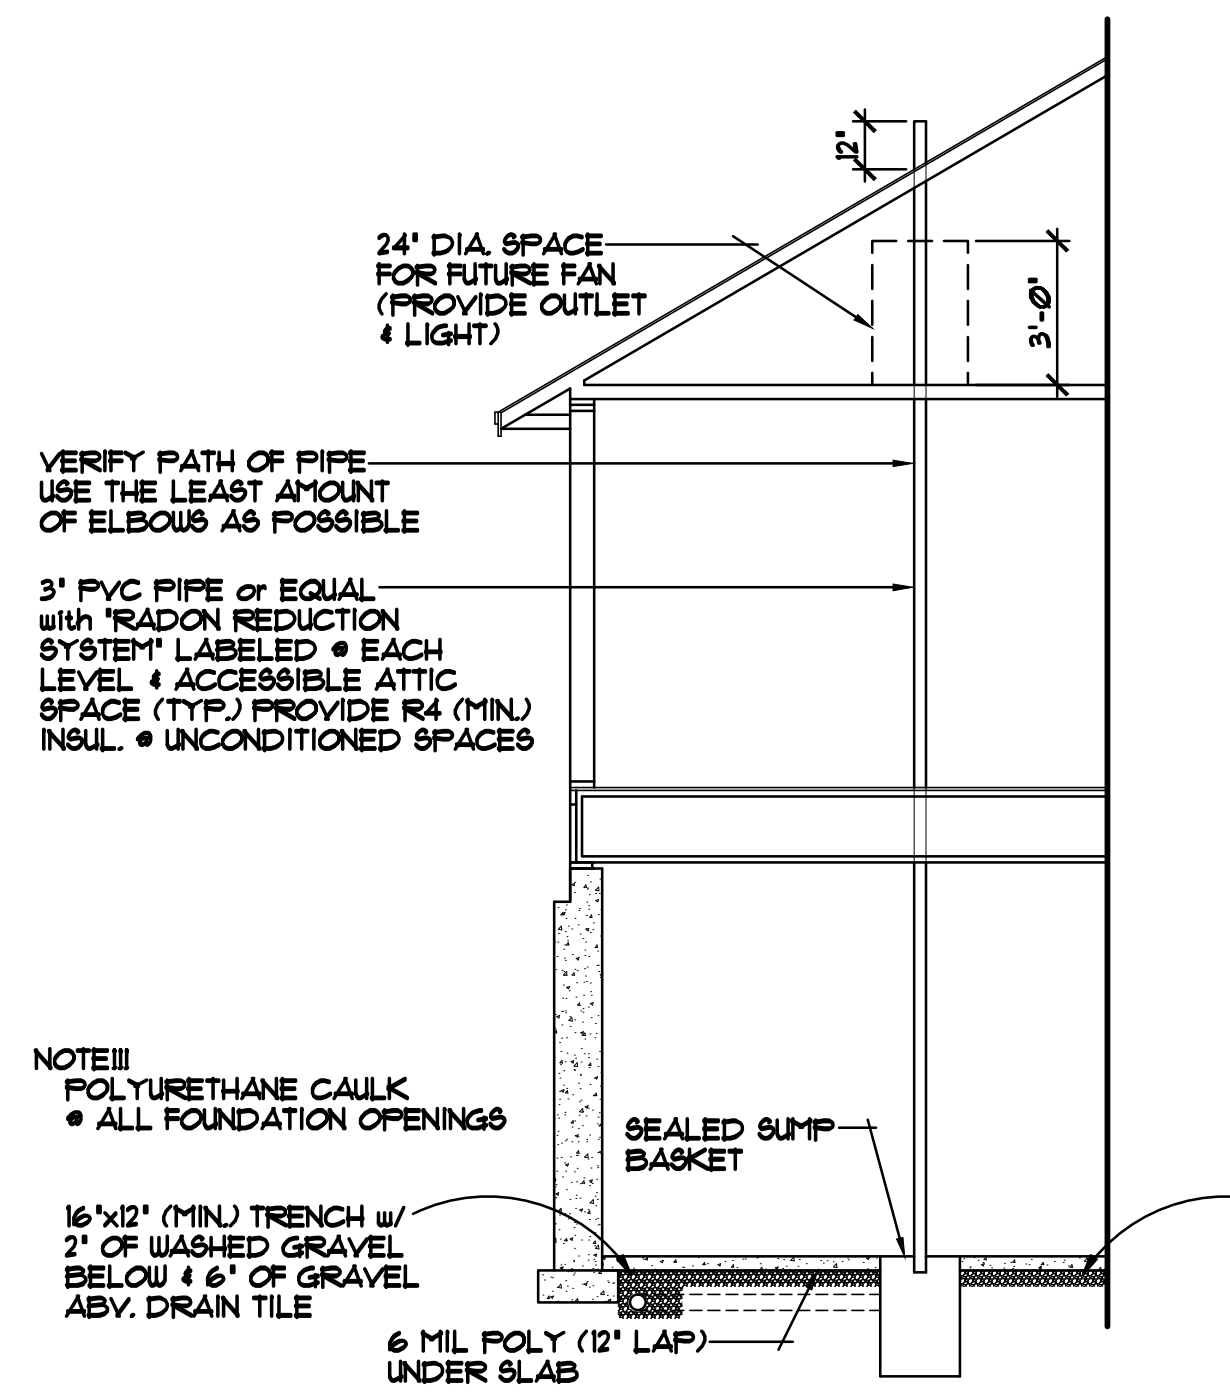 12"
24" DIA. SPACE
FOR FUTURE FAN
(PROVIDE OUTLET
& LIGHT)
3'-0"
VERIFY PATH OF PIPE
USE THE LEAST AMOUNT
OF ELBOWS AS POSSIBLE
3" PVC PIPE or EQUAL
with "RADON REDUCTION
SYSTEM" LABELED @ EACH
LEVEL & ACCESSIBLE ATTIC
SPACE (TYP.) PROVIDE R4 (MIN.)
INSUL. @ UNCONDITIONED SPACES
NOTE!!!
POLYURETHANE CAULK
@ ALL FOUNDATION OPENINGS
SEALED SUMP
BASKET
16"x12" (MIN.) TRENCH w/
2" OF WASHED GRAVEL
BELOW & 6" OF GRAVEL
ABV. DRAIN TILE
6 MIL POLY (12" LAP)
UNDER SLAB